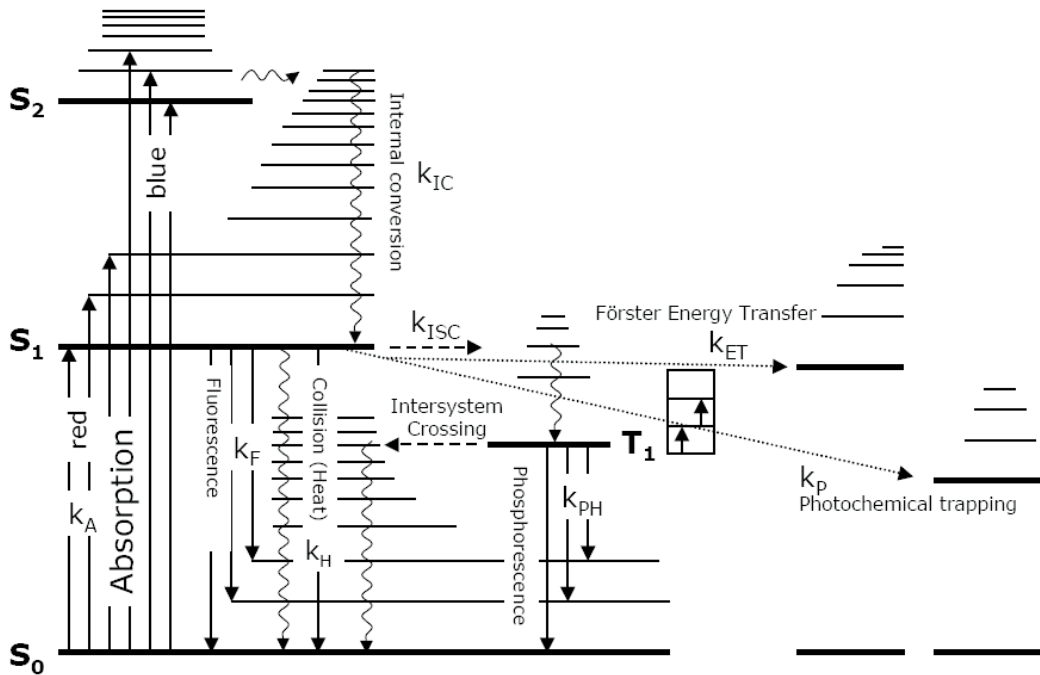 S2
blue
Internal conversion
kIC
S1
kISC
Förster Energy Transfer
kET
red
kA
Absorption
Fluorescence
kF
Collision (Heat)
kH
Intersystem
Crossing
T1
Phosphorescence
kPH
kP
Photochemical trapping
S0